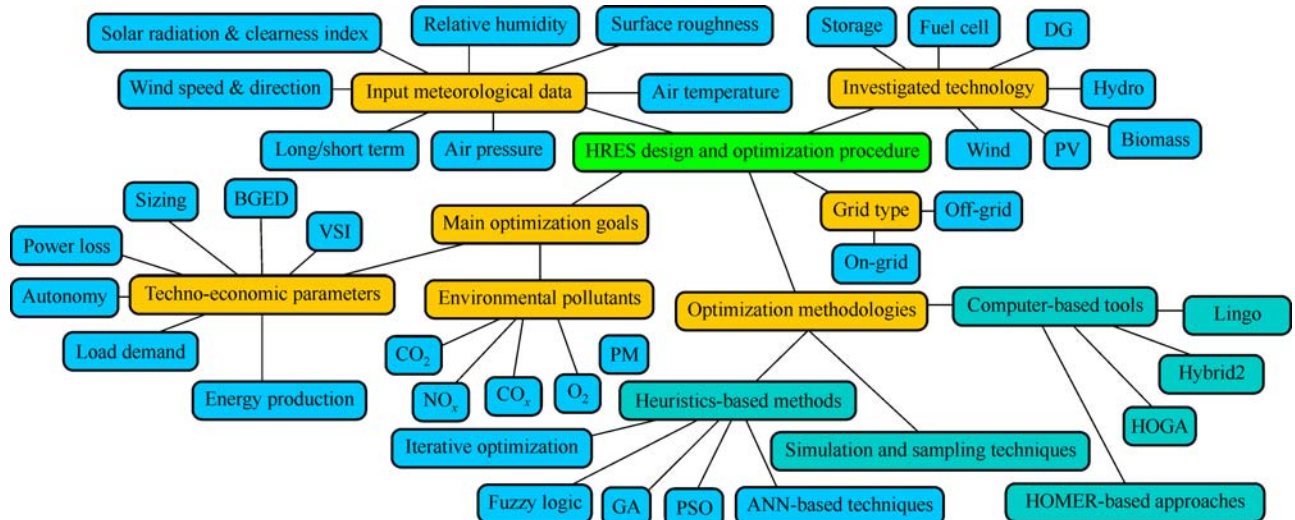 Solar radiation & clearness index
Relative humidity
Surface roughness
Storage
Fuel cell
DG
Wind speed & direction
Input meteorological data
Air temperature
Investigated technology
Hydro
Long/short term
Air pressure
HRES design and optimization procedure
Wind
PV
Biomass
Sizing
BGED
VSI
Main optimization goals
Grid type
Off-grid
Power loss
On-grid
Autonomy
Techno-economic parameters
Environmental pollutants
Optimization methodologies
Computer-based tools
Lingo
Load demand
CO₂
PM
Hybrid2
Energy production
NOₓ
COₓ
O₂
Heuristics-based methods
HOGA
Iterative optimization
Simulation and sampling techniques
Fuzzy logic
GA
PSO
ANN-based techniques
HOMER-based approaches